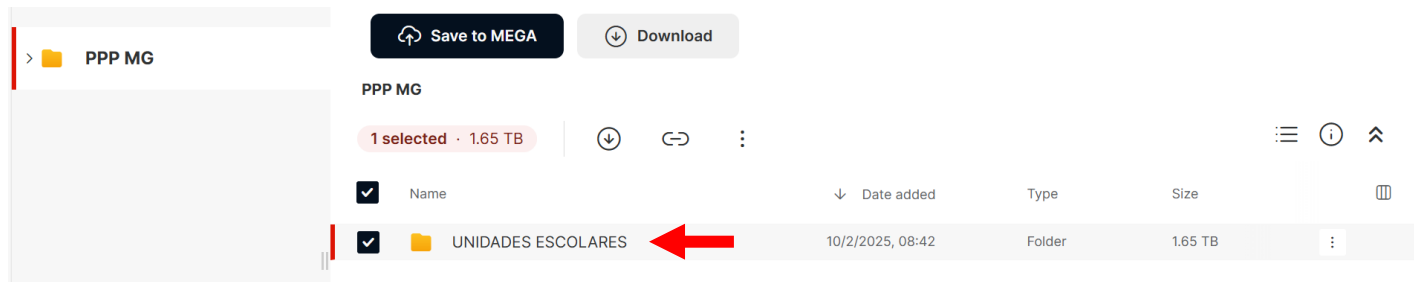 Save to MEGA
Download
PPP MG
PPP MG
1 selected · 1.65 TB
Name
Date added
Type
Size
UNIDADES ESCOLARES
10/2/2025, 08:42
Folder
1.65 TB